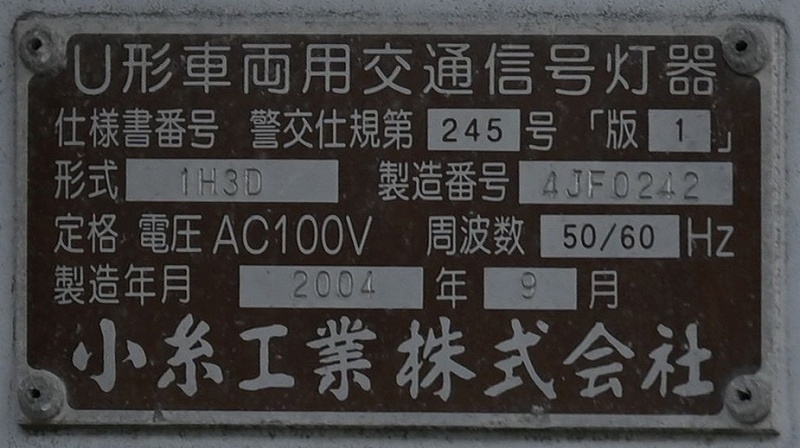 U形車両用交通信号灯器
仕様書番号 警交仕規第 245 号 「版 1 」
形式 1H3D 製造番号 4JF0242
定格 電圧 AC100V 周波数 50/60 Hz
製造年月 2004 年 9 月
小糸工業株式会社